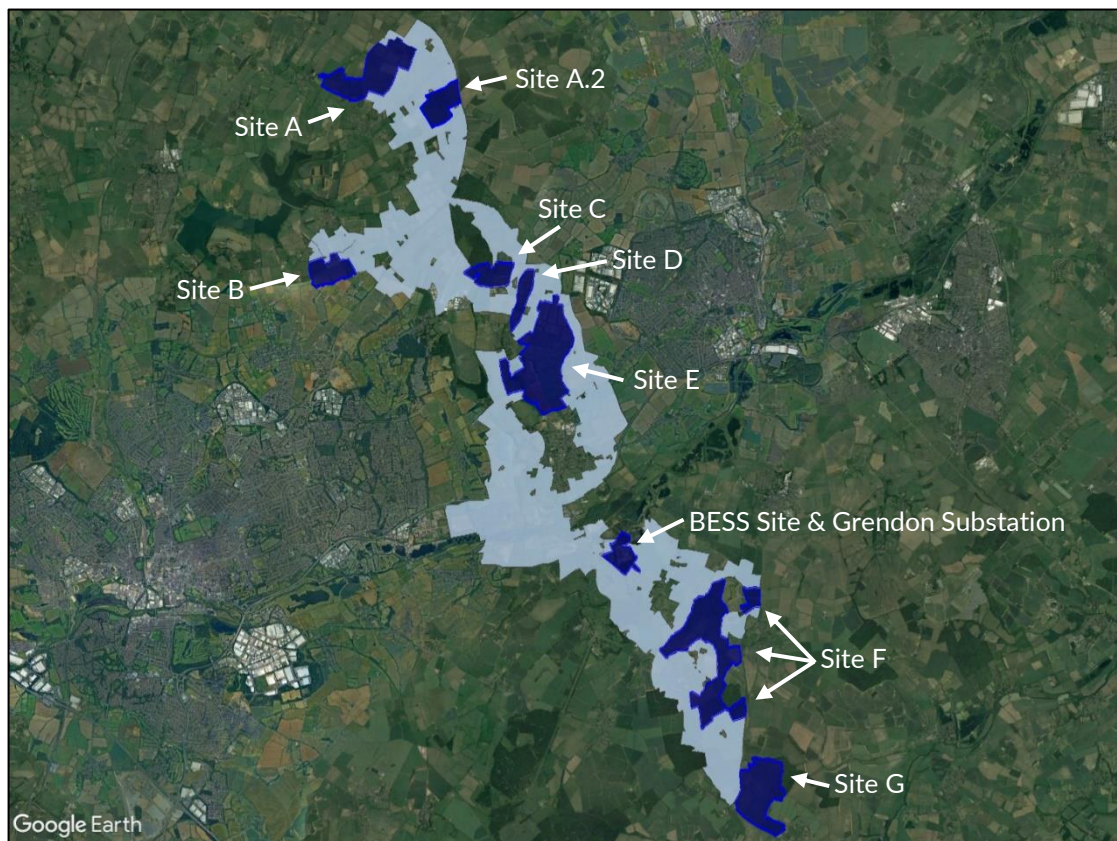 Site A.2
Site A
Site C
Site D
Site B
Site E
BESS Site & Grendon Substation
Site F
Site G
Google Earth